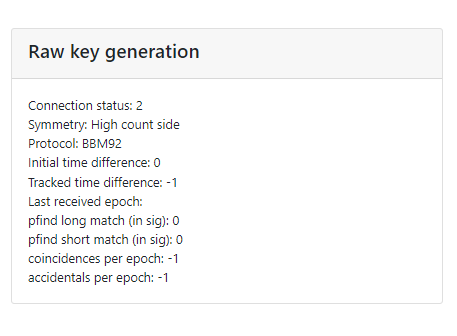 Raw key generation
Connection status: 2
Symmetry: High count side
Protocol: BBM92
Initial time difference: 0
Tracked time difference: -1
Last received epoch:
pfind long match (in sig): 0
pfind short match (in sig): 0
coincidences per epoch: -1
accidentals per epoch: -1